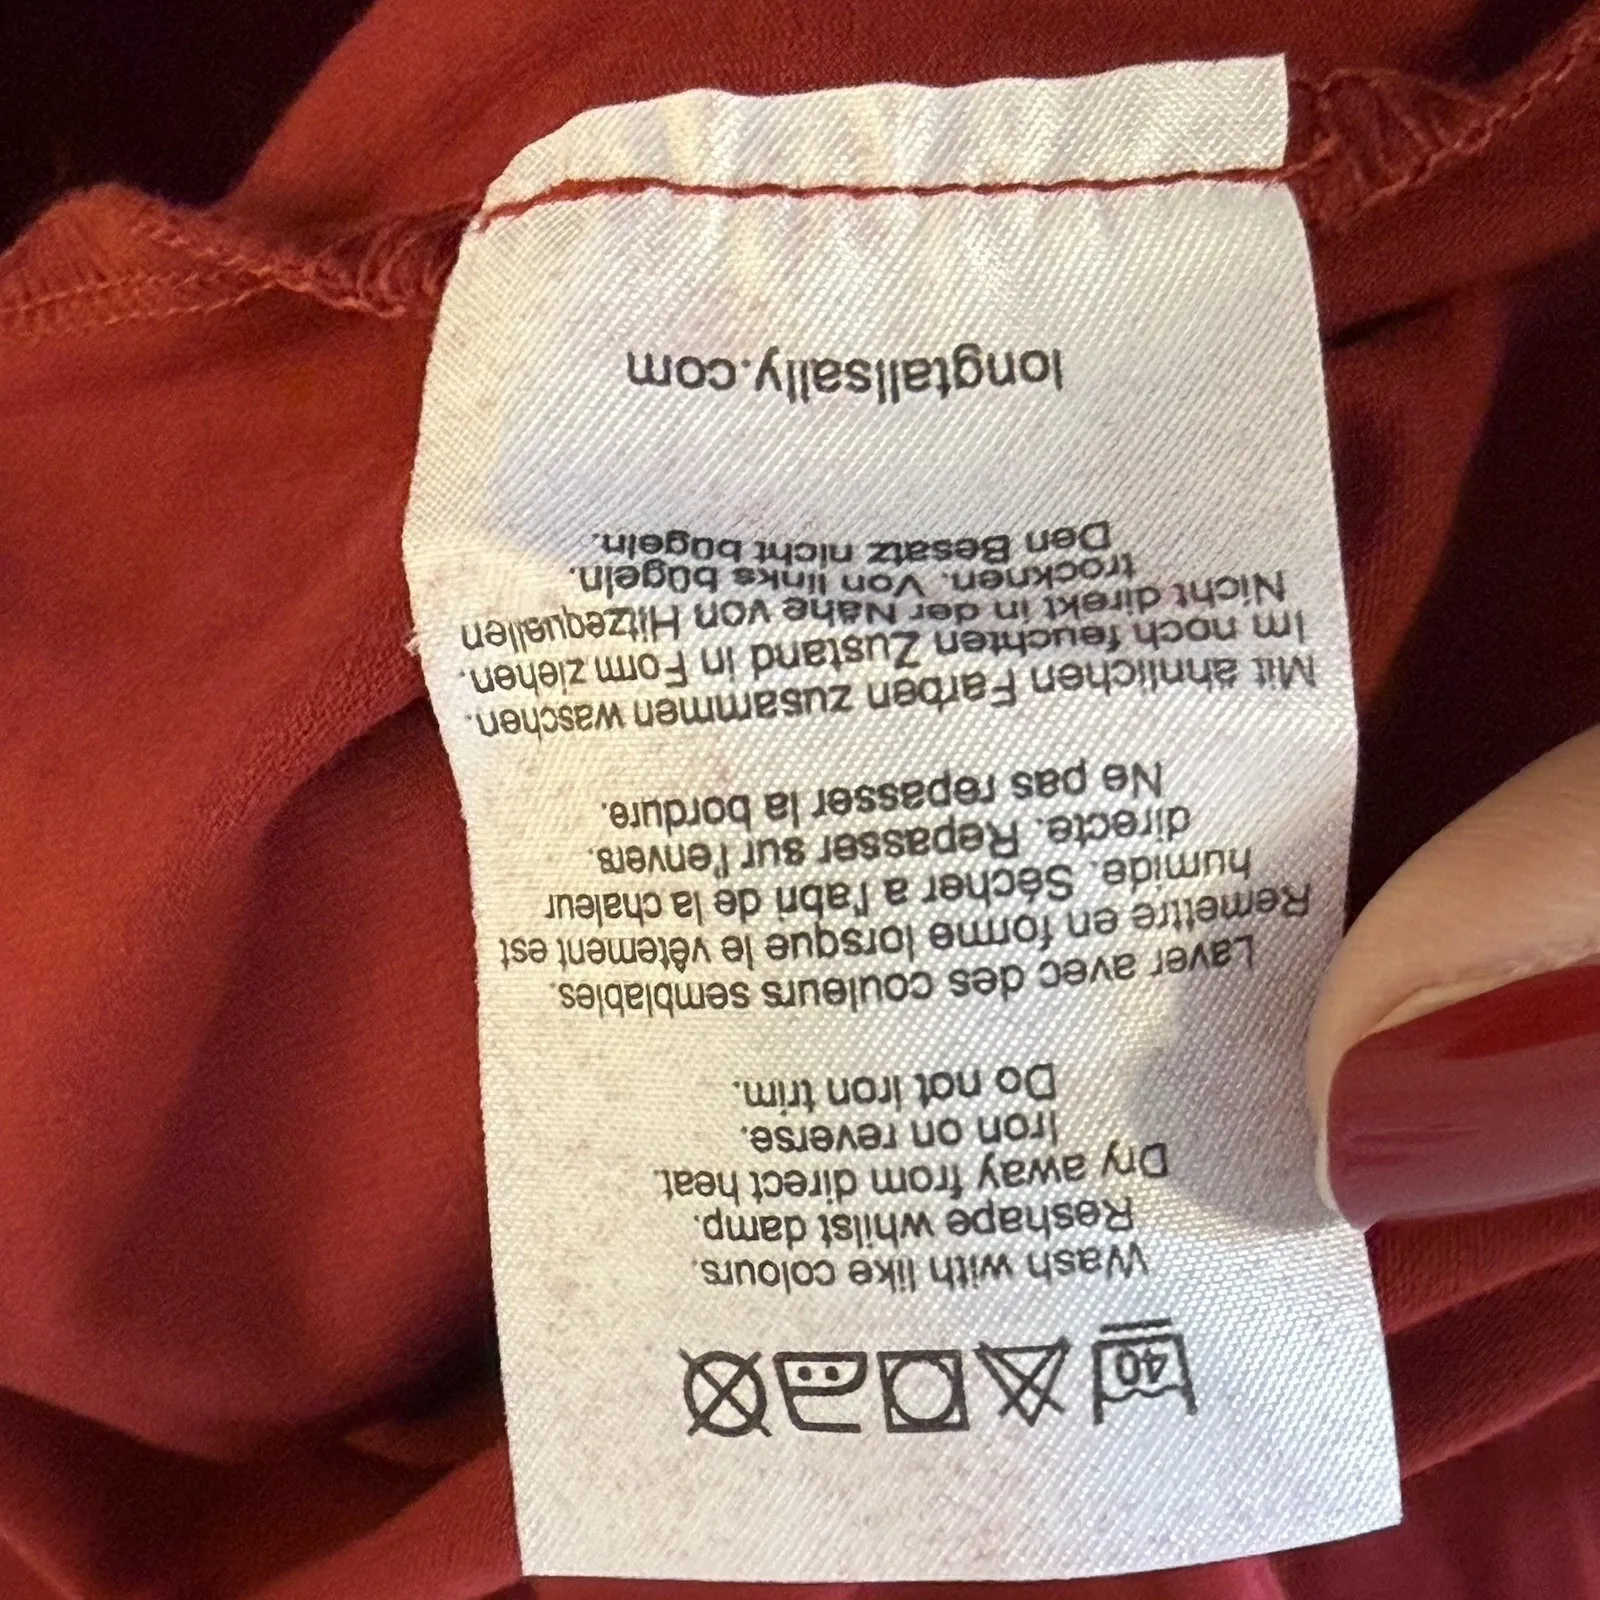 40
Wash with like colours.
Reshape whilst damp.
Dry away from direct heat.
Iron on reverse.
Do not iron trim.
Laver avec des couleurs semblables.
Remettre en forme lorsque le vêtement est
humide. Sécher a l'abri de la chaleur
directe. Repasser sur l'envers.
Ne pas repasser la bordure.
Mit ähnlichen Farben zusammen waschen.
Im noch feuchten Zustand in Form ziehen.
Nicht direkt in der Nähe von Hitzequellen
trocknen. Von links bügeln.
Den Besatz nicht bügeln.
longtallsally.com